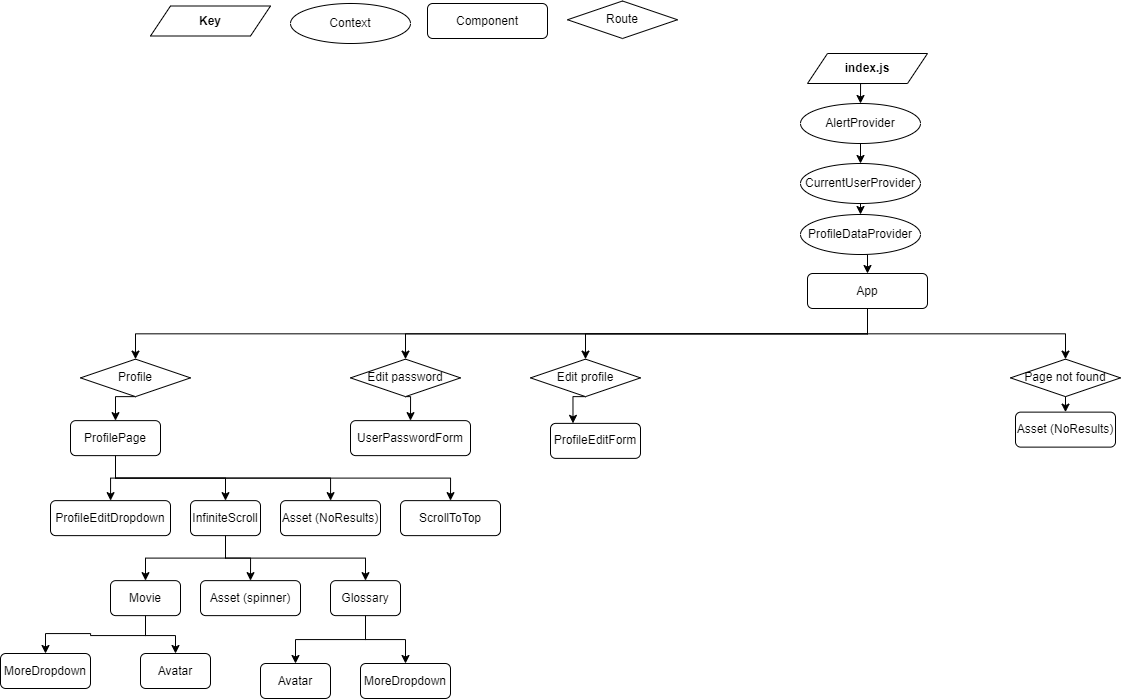 Key
Context
Component
Route
index.js
AlertProvider
CurrentUserProvider
ProfileDataProvider
App
Profile
Edit password
Edit profile
Page not found
ProfilePage
UserPasswordForm
ProfileEditForm
Asset (NoResults)
ProfileEditDropdown
InfiniteScroll
Asset (NoResults)
ScrollToTop
Movie
Asset (spinner)
Glossary
MoreDropdown
Avatar
Avatar
MoreDropdown